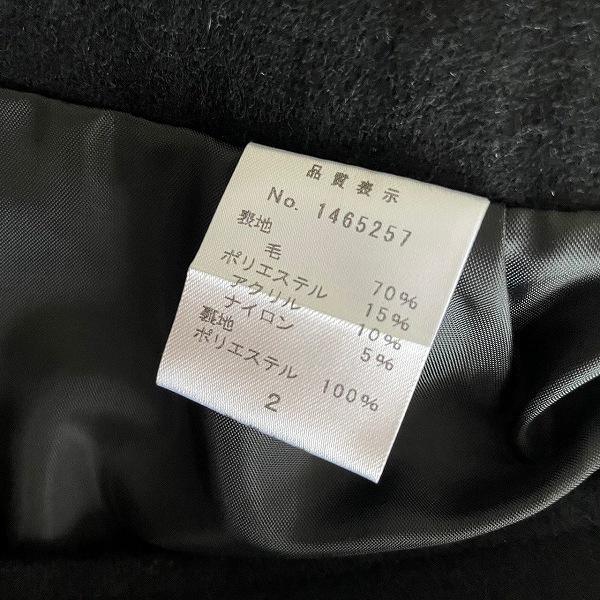 品質表示
No. 1465257
表地
毛 70%
ポリエステル 15%
アクリル 10%
ナイロン 5%
裏地
ポリエステル 100%
2